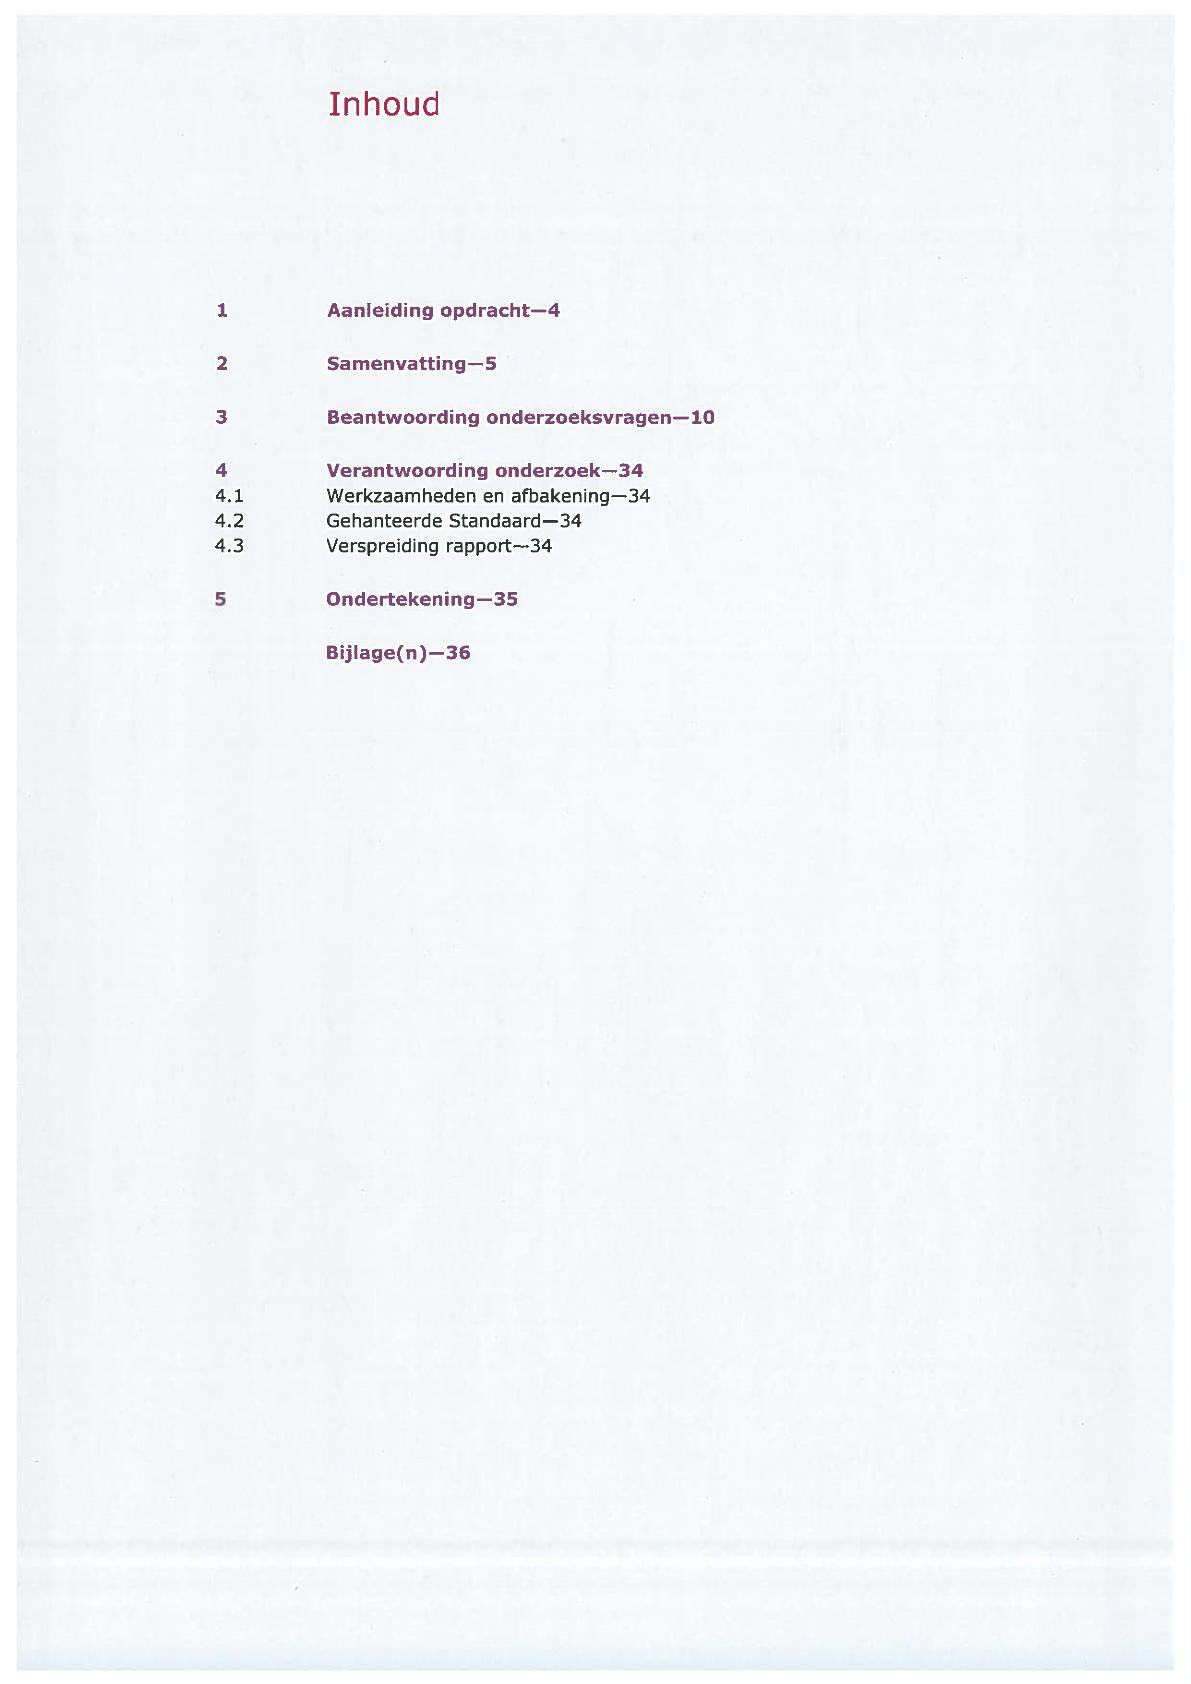 Inhoud
1 Aanleiding opdracht—4
2 Samenvatting—5
3 Beantwoording onderzoeksvragen—10
4 Verantwoording onderzoek—34
4.1 Werkzaamheden en afbakening—34
4.2 Gehanteerde Standaard—34
4.3 Verspreiding rapport—34
5 Ondertekening—35
Bijlage(n)—36